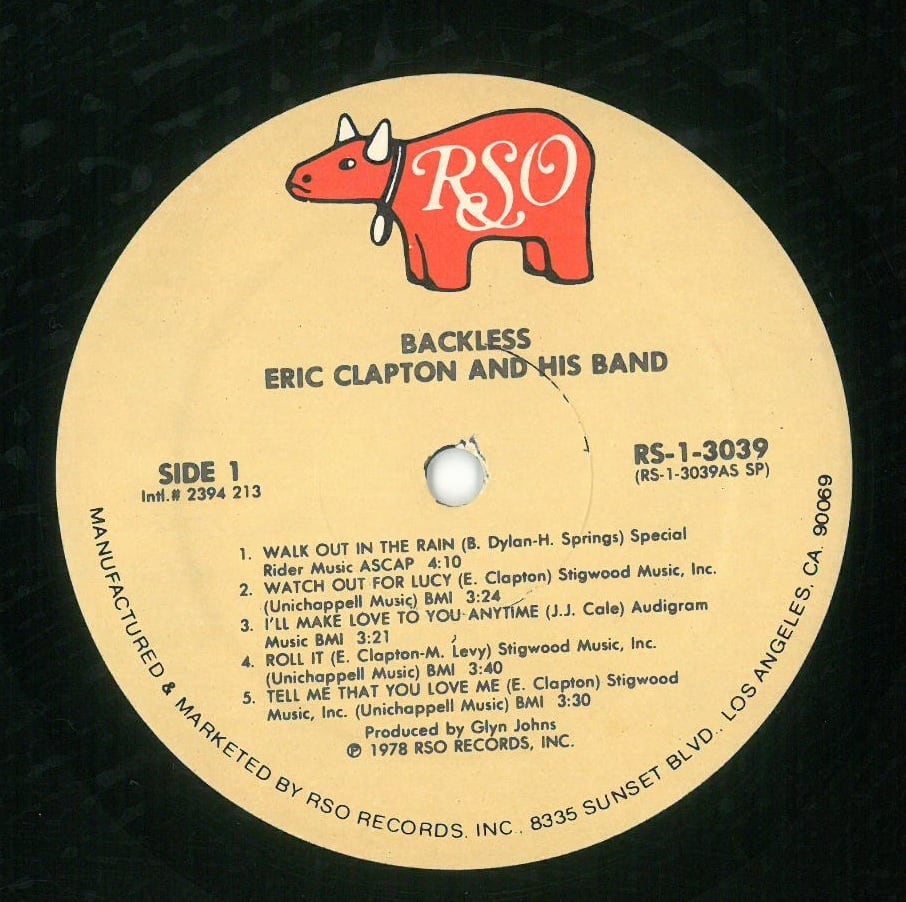 RSO
BACKLESS
ERIC CLAPTON AND HIS BAND
SIDE 1
Intl.# 2394 213
RS-1-3039
(RS-1-3039AS SP)
1. WALK OUT IN THE RAIN (B. Dylan-H. Springs) Special
Rider Music ASCAP 4:10
2. WATCH OUT FOR LUCY (E. Clapton) Stigwood Music, Inc.
(Unichappell Music) BMI 3:24
3. I'LL MAKE LOVE TO YOU ANYTIME (J.J. Cale) Audigram
Music BMI 3:21
4. ROLL IT (E. Clapton-M. Levy) Stigwood Music, Inc.
(Unichappell Music) BMI 3:40
5. TELL ME THAT YOU LOVE ME (E. Clapton) Stigwood
Music, Inc. (Unichappell Music) BMI 3:30
Produced by Glyn Johns
℗ 1978 RSO RECORDS, INC.
MANUFACTURED & MARKETED BY RSO RECORDS, INC., 8335 SUNSET BLVD., LOS ANGELES, CA. 90069